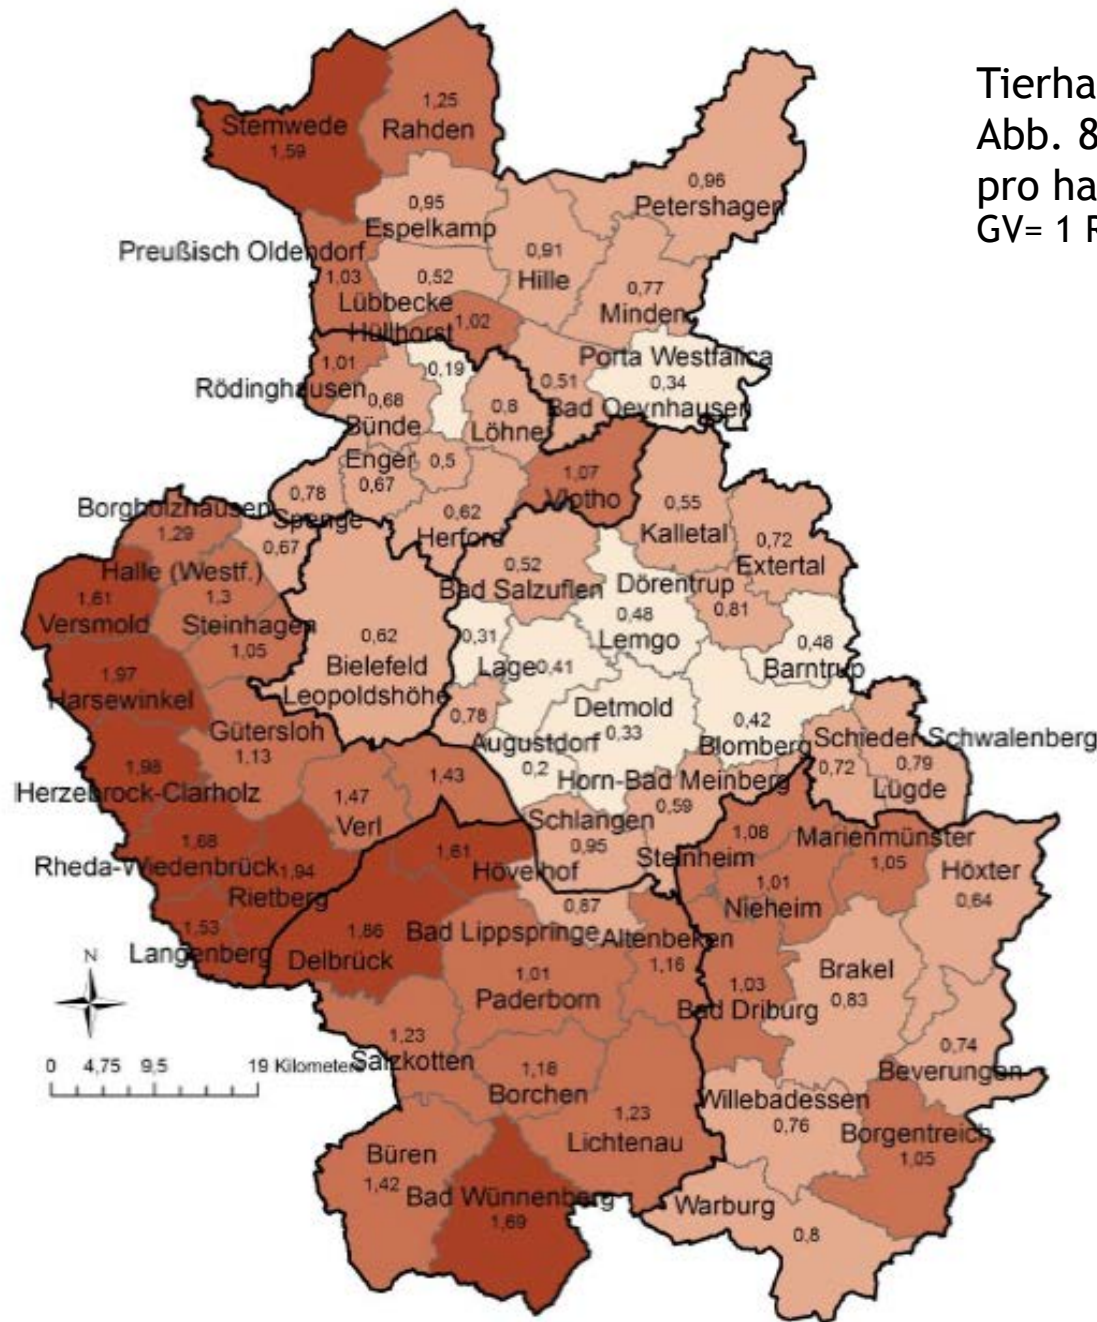 Tierha
Abb. 8
pro ha
GV= 1 R
1,25
Rahden
Stemwede
1,59
0,96
Petershagen
0,95
Espelkamp
Preußisch Oldendorf
1,03
0,91
Hille
0,52
Lübbecke
0,77
Minden
Hüllhorst
1,02
Porta Westfalica
0,34
1,01
Rödinghausen
0,19
0,51
Bad Oeynhausen
0,68
Bünde
0,8
Löhne
Enger
0,67
0,5
1,07
Vlotho
0,78
Spenge
0,55
Kalletal
Borgholzhausen
1,29
0,62
Herford
0,72
Extertal
0,67
Halle (Westf.)
1,3
0,52
Bad Salzuflen
Dörentrup
0,81
1,61
Versmold
Steinhagen
1,05
0,48
Lemgo
0,62
Bielefeld
0,31
0,48
Barntrup
Lage
0,41
1,97
Harsewinkel
Leopoldshöhe
0,78
Detmold
0,33
0,42
Blomberg
Gütersloh
1,13
Augustdorf
0,2
Schieder-Schwalenberg
0,72
0,79
Lügde
1,98
Herzebrock-Clarholz
1,43
Horn-Bad Meinberg
0,59
1,47
Verl
Schlangen
0,95
1,68
Rheda-Wiedenbrück
1,61
Hövelhof
Steinheim
1,08
Marienmünster
1,05
1,94
Rietberg
1,01
Nieheim
Höxter
0,64
0,87
Bad Lippspringe
1,53
Langenberg
1,86
Delbrück
Altenbeken
1,16
N
1,01
Paderborn
1,03
Bad Driburg
Brakel
0,83
1,23
Salzkotten
0,74
Beverungen
0 4,75 9,5 19 Kilometers
1,18
Borchen
Willebadessen
0,76
1,23
Lichtenau
Borgentreich
1,05
Büren
1,42
Bad Wünnenberg
1,69
Warburg
0,8